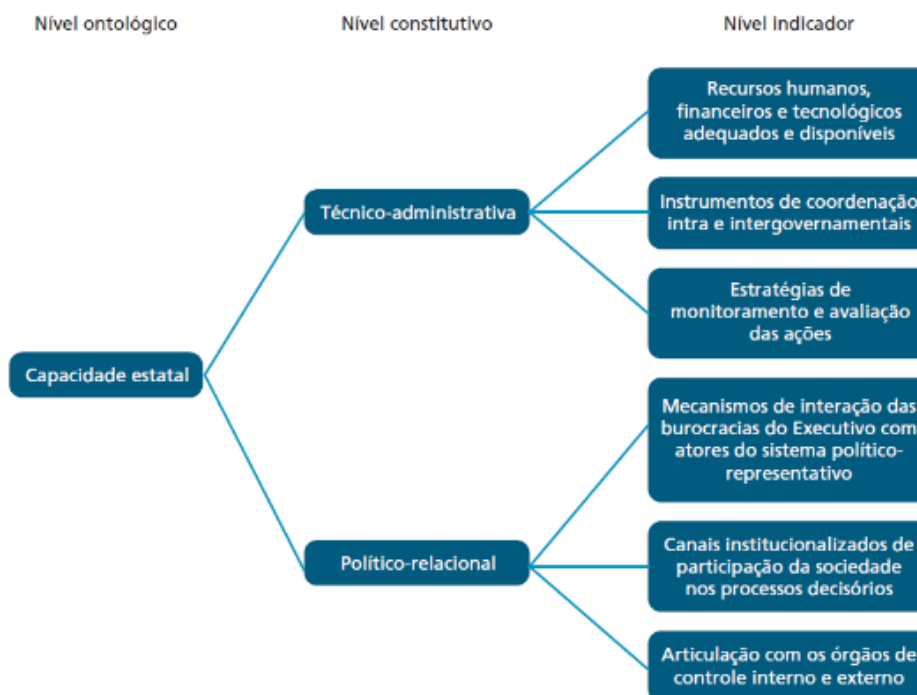 Nível ontológico
Nível constitutivo
Nível indicador
Recursos humanos,
financeiros e tecnológicos
adequados e disponíveis
Técnico-administrativa
Instrumentos de coordenação
intra e intergovernamentais
Estratégias de
monitoramento e avaliação
das ações
Capacidade estatal
Mecanismos de interação das
burocracias do Executivo com
atores do sistema político-
representativo
Político-relacional
Canais institucionalizados de
participação da sociedade
nos processos decisórios
Articulação com os órgãos de
controle interno e externo